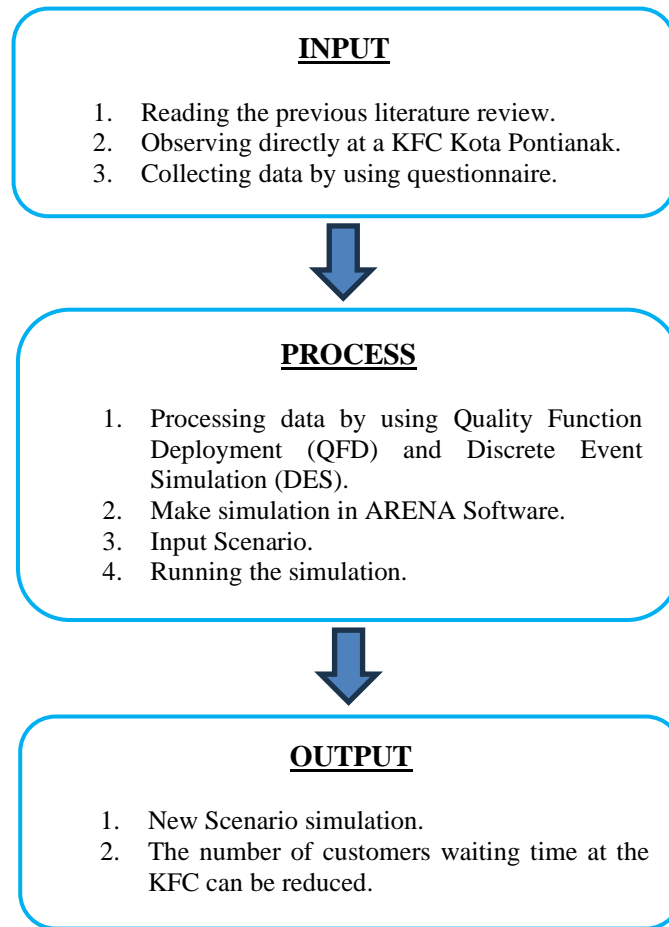 INPUT
1. Reading the previous literature review.
2. Observing directly at a KFC Kota Pontianak.
3. Collecting data by using questionnaire.
PROCESS
1. Processing data by using Quality Function
Deployment (QFD) and Discrete Event
Simulation (DES).
2. Make simulation in ARENA Software.
3. Input Scenario.
4. Running the simulation.
OUTPUT
1. New Scenario simulation.
2. The number of customers waiting time at the
KFC can be reduced.